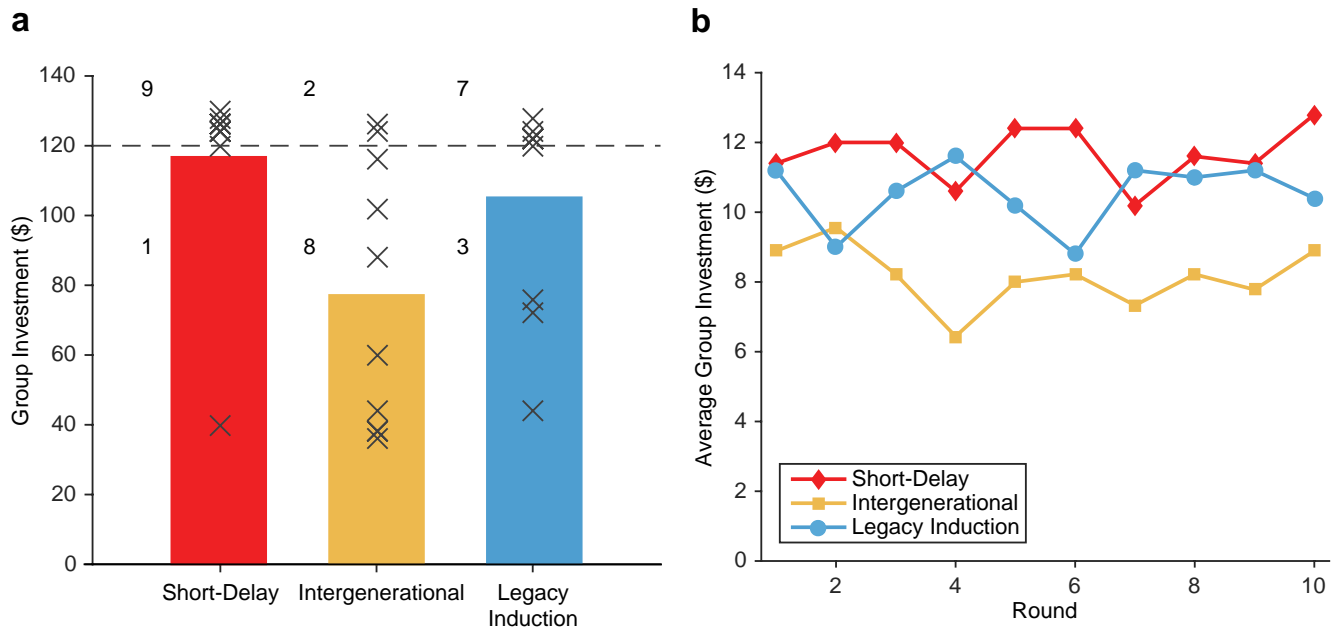 a
Group Investment ($)
140
120
100
80
60
40
20
0
9
2
7
1
8
3
Short-Delay
Intergenerational
Legacy
Induction
b
Average Group Investment ($)
14
12
10
8
6
4
2
0
Short-Delay
Intergenerational
Legacy Induction
2
4
6
8
10
Round